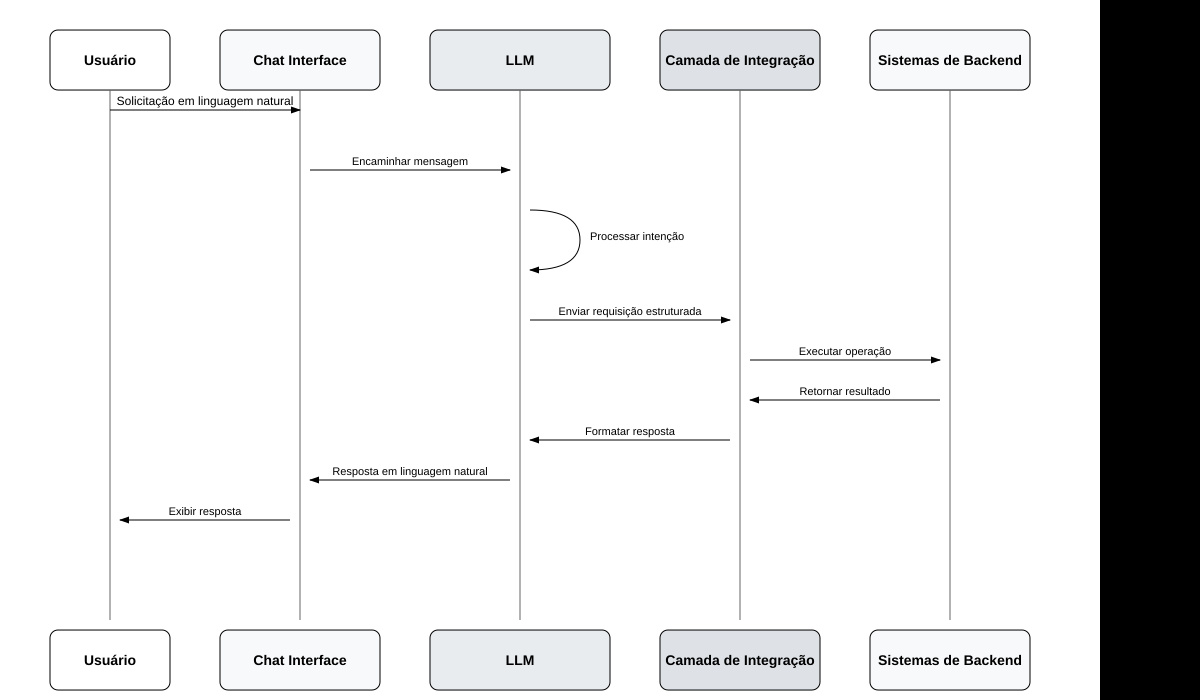 Usuário
Chat Interface
LLM
Camada de Integração
Sistemas de Backend
Solicitação em linguagem natural
Encaminhar mensagem
Processar intenção
Enviar requisição estruturada
Executar operação
Retornar resultado
Formatar resposta
Resposta em linguagem natural
Exibir resposta
Usuário
Chat Interface
LLM
Camada de Integração
Sistemas de Backend